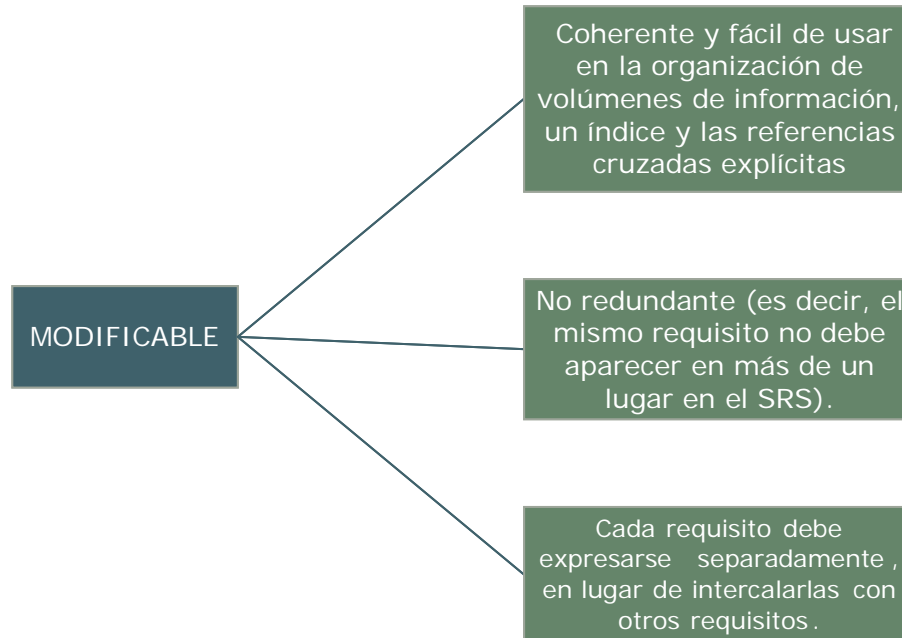 Coherente y fácil de usar
en la organización de
volúmenes de información,
un índice y las referencias
cruzadas explícitas
MODIFICABLE
No redundante (es decir, el
mismo requisito no debe
aparecer en más de un
lugar en el SRS).
Cada requisito debe
expresarse separadamente,
en lugar de intercalarlas con
otros requisitos.